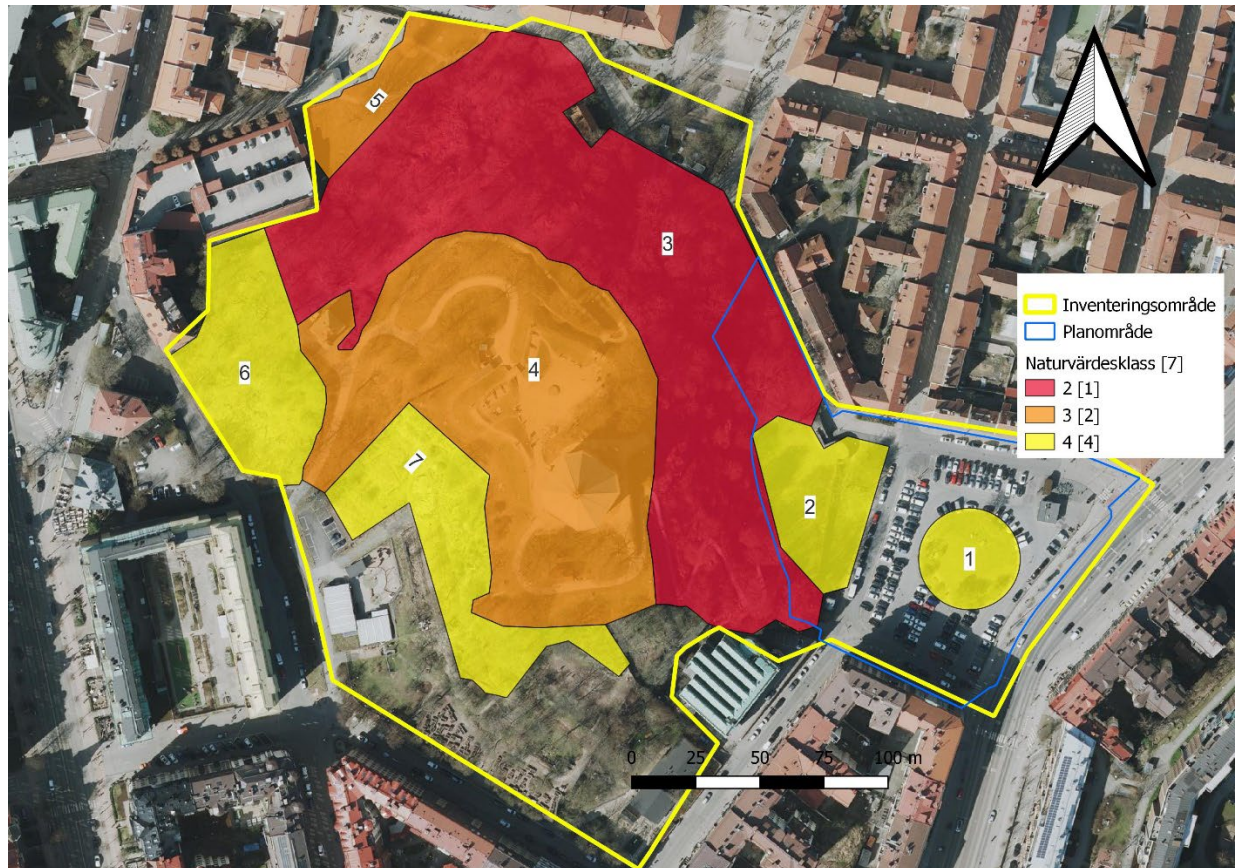 5
3
6
4
7
2
1
Inventeringsområde
Planområde
Naturvärdesklass [7]
2 [1]
3 [2]
4 [4]
0 25 50 75 100 m